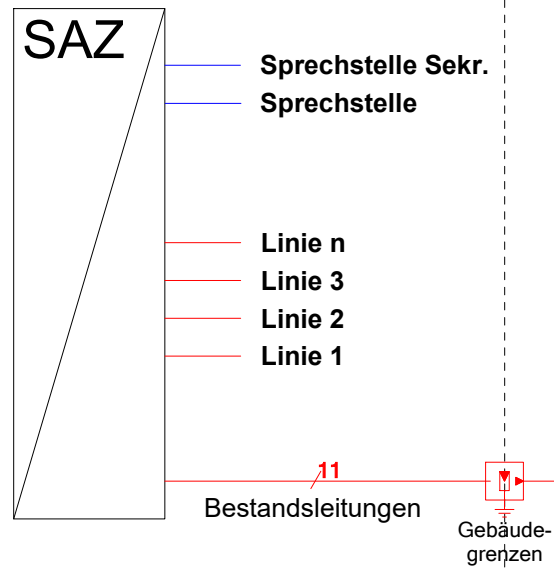 SAZ
Sprechstelle Sekr.
Sprechstelle
Linie n
Linie 3
Linie 2
Linie 1
11
Bestandsleitungen
Gebäude-
grenzen